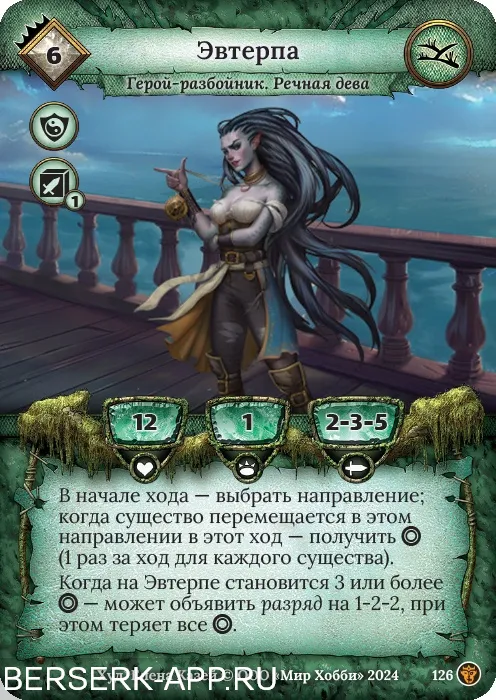 6
Эвтерпа
Герой-разбойник. Речная дева
1
12
1
2-3-5
В начале хода — выбрать направление;
когда существо перемещается в этом
направлении в этот ход — получить
(1 раз за ход для каждого существа).
Когда на Эвтерпе становится 3 или более
— может объявить разряд на 1-2-2, при
этом теряет все .
© ООО «Мир Хобби» 2024
126
BERSERK-APP.RU